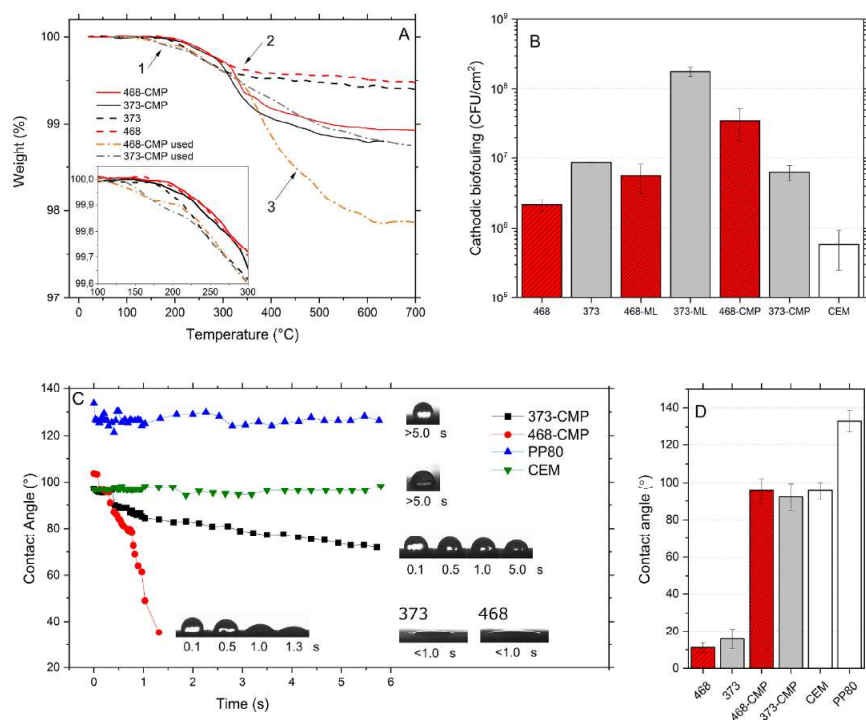 A
100
99
98
97
Weight (%)
1
2
3
468-CMP
373-CMP
373
468
468-CMP used
373-CMP used
100,0
99,9
99,8
99,7
99,6
100 150 200 250 300
0 100 200 300 400 500 600 700
Temperature (°C)
B
10⁹
10⁸
10⁷
10⁶
10⁵
Cathodic biofouling (CFU/cm²)
468 373 468-ML 373-ML 468-CMP 373-CMP CEM
C
140
120
100
80
60
40
20
Contact Angle (°)
373-CMP
468-CMP
PP80
CEM
>5.0 s
>5.0 s
0.1 0.5 1.0 5.0 s
373 468
0.1 0.5 1.0 1.3 s
<1.0 s <1.0 s
0 1 2 3 4 5 6
Time (s)
D
140
120
100
80
60
40
20
0
Contact angle (°)
468 373 468-CMP 373-CMP CEM PP80